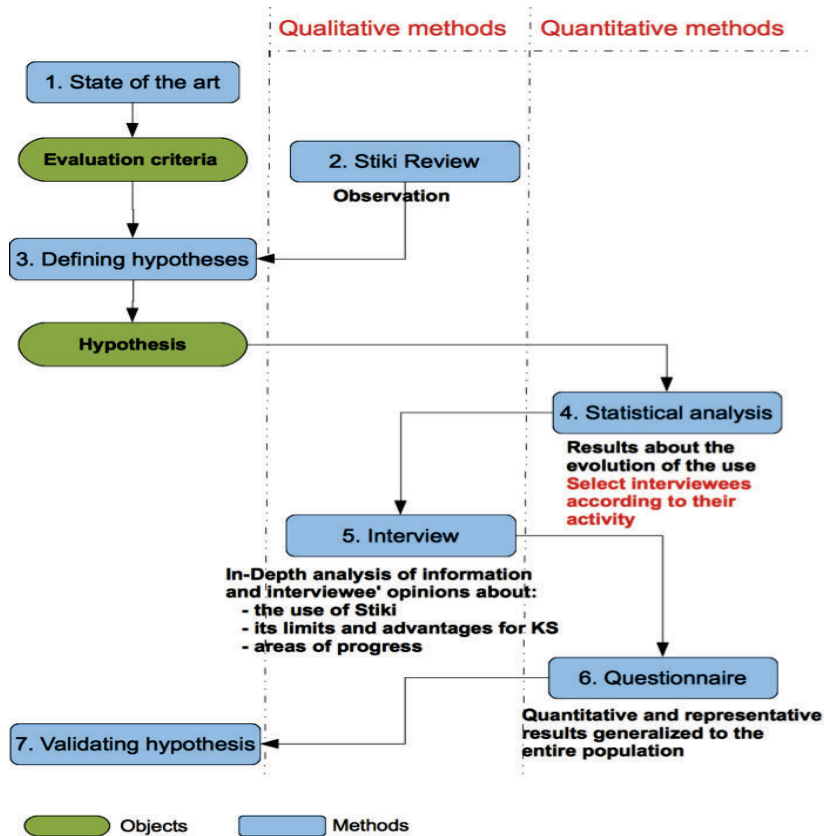 Qualitative methods
Quantitative methods
1. State of the art
Evaluation criteria
2. Stiki Review
Observation
3. Defining hypotheses
Hypothesis
4. Statistical analysis
Results about the
evolution of the use
Select interviewees
according to their
activity
5. Interview
In-Depth analysis of information
and interviewee' opinions about:
- the use of Stiki
- its limits and advantages for KS
- areas of progress
6. Questionnaire
Quantitative and representative
results generalized to the
entire population
7. Validating hypothesis
Objects
Methods